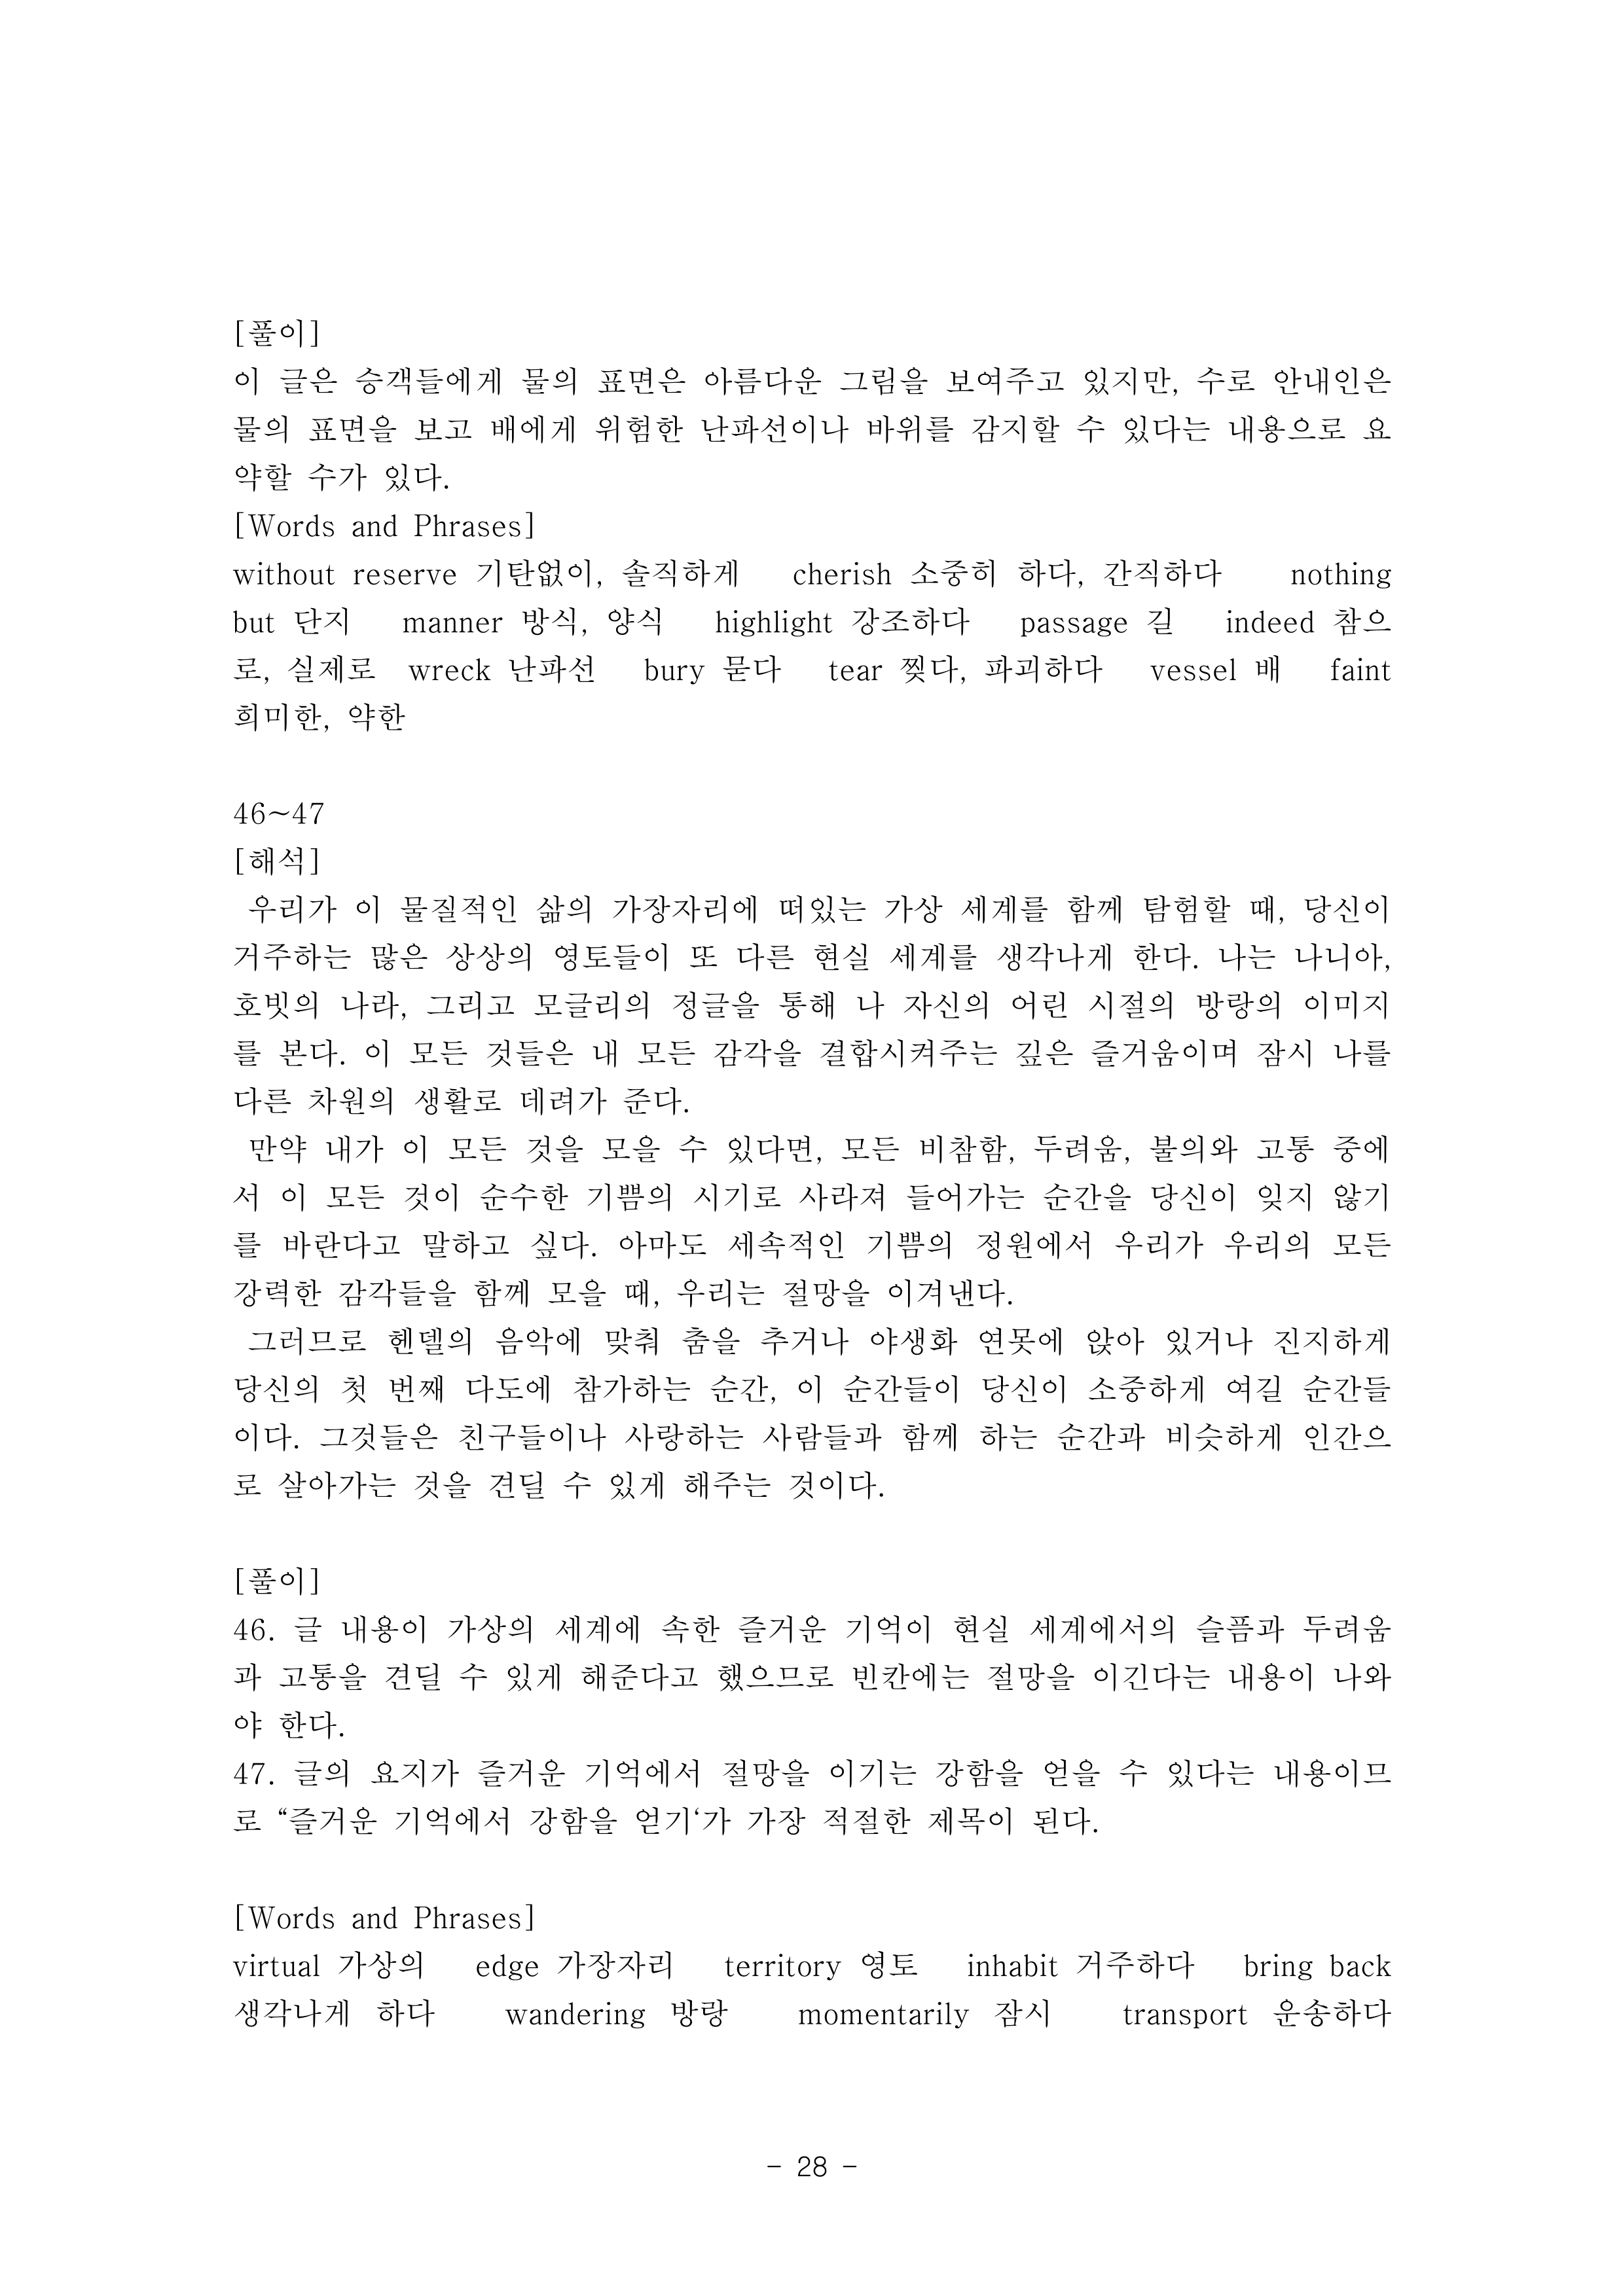 [풀이]
이 글은 승객들에게 물의 표면은 아름다운 그림을 보여주고 있지만, 수로 안내인은
물의 표면을 보고 배에게 위험한 난파선이나 바위를 감지할 수 있다는 내용으로 요
약할 수가 있다.
[Words and Phrases]
without reserve 기탄없이, 솔직하게 cherish 소중히 하다, 간직하다 nothing
but 단지 manner 방식, 양식 highlight 강조하다 passage 길 indeed 참으
로, 실제로 wreck 난파선 bury 묻다 tear 찢다, 파괴하다 vessel 배 faint
희미한, 약한
46~47
[해석]
우리가 이 물질적인 삶의 가장자리에 떠있는 가상 세계를 함께 탐험할 때, 당신이
거주하는 많은 상상의 영토들이 또 다른 현실 세계를 생각나게 한다. 나는 나니아,
호빗의 나라, 그리고 모글리의 정글을 통해 나 자신의 어린 시절의 방랑의 이미지
를 본다. 이 모든 것들은 내 모든 감각을 결합시켜주는 깊은 즐거움이며 잠시 나를
다른 차원의 생활로 데려가 준다.
만약 내가 이 모든 것을 모을 수 있다면, 모든 비참함, 두려움, 불의와 고통 중에
서 이 모든 것이 순수한 기쁨의 시기로 사라져 들어가는 순간을 당신이 잊지 않기
를 바란다고 말하고 싶다. 아마도 세속적인 기쁨의 정원에서 우리가 우리의 모든
강력한 감각들을 함께 모을 때, 우리는 절망을 이겨낸다.
그러므로 헨델의 음악에 맞춰 춤을 추거나 야생화 연못에 앉아 있거나 진지하게
당신의 첫 번째 다도에 참가하는 순간, 이 순간들이 당신이 소중하게 여길 순간들
이다. 그것들은 친구들이나 사랑하는 사람들과 함께 하는 순간과 비슷하게 인간으
로 살아가는 것을 견딜 수 있게 해주는 것이다.
[풀이]
46. 글 내용이 가상의 세계에 속한 즐거운 기억이 현실 세계에서의 슬픔과 두려움
과 고통을 견딜 수 있게 해준다고 했으므로 빈칸에는 절망을 이긴다는 내용이 나와
야 한다.
47. 글의 요지가 즐거운 기억에서 절망을 이기는 강함을 얻을 수 있다는 내용이므
로 “즐거운 기억에서 강함을 얻기‘가 가장 적절한 제목이 된다.
[Words and Phrases]
virtual 가상의 edge 가장자리 territory 영토 inhabit 거주하다 bring back
생각나게 하다 wandering 방랑 momentarily 잠시 transport 운송하다
- 28 -